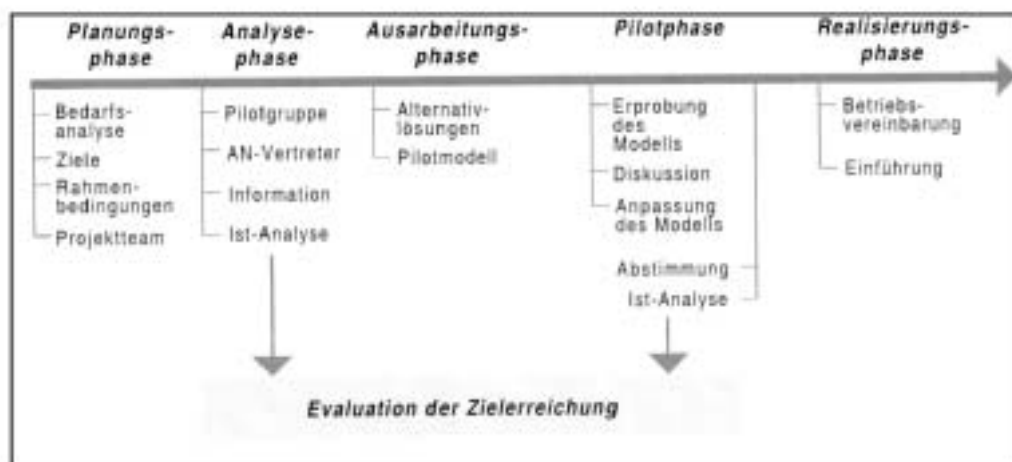 Planungs-
phase
Analyse-
phase
Ausarbeitungs-
phase
Pilotphase
Realisierungs-
phase
Bedarfs-
analyse
Ziele
Rahmen-
bedingungen
Projektteam
Pilotgruppe
AN-Vertreter
Information
Ist-Analyse
Alternativ-
lösungen
Pilotmodell
Erprobung
des
Modells
Diskussion
Anpassung
des Modells
Abstimmung
Ist-Analyse
Betriebs-
vereinbarung
Einführung
Evaluation der Zielerreichung